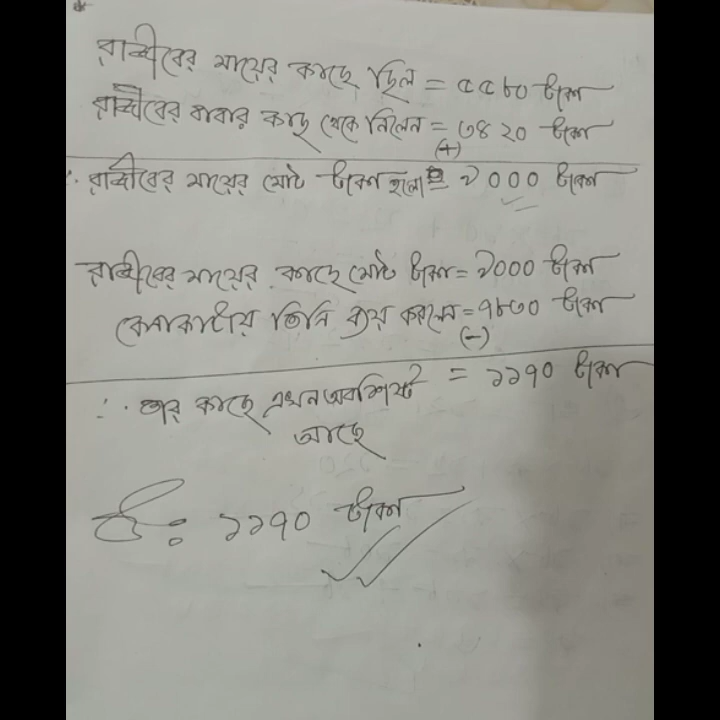 রাজীবের মায়ের কাছে ছিল = ৫৫৮০ টাকা
রাজীবের বাবার কাছ থেকে নিলেন = ৩৪২০ টাকা
(+)
∴ রাজীবের মায়ের মোট টাকা হলো = ৯০০০ টাকা
রাজীবের মায়ের কাছে মোট টাকা = ৯০০০ টাকা
কেনাকাটায় তিনি ব্যয় করলেন = ৭৮৩০ টাকা
(-)
∴ তার কাছে এখন অবশিষ্ট = ১১৭০ টাকা
আছে
উ: ১১৭০ টাকা